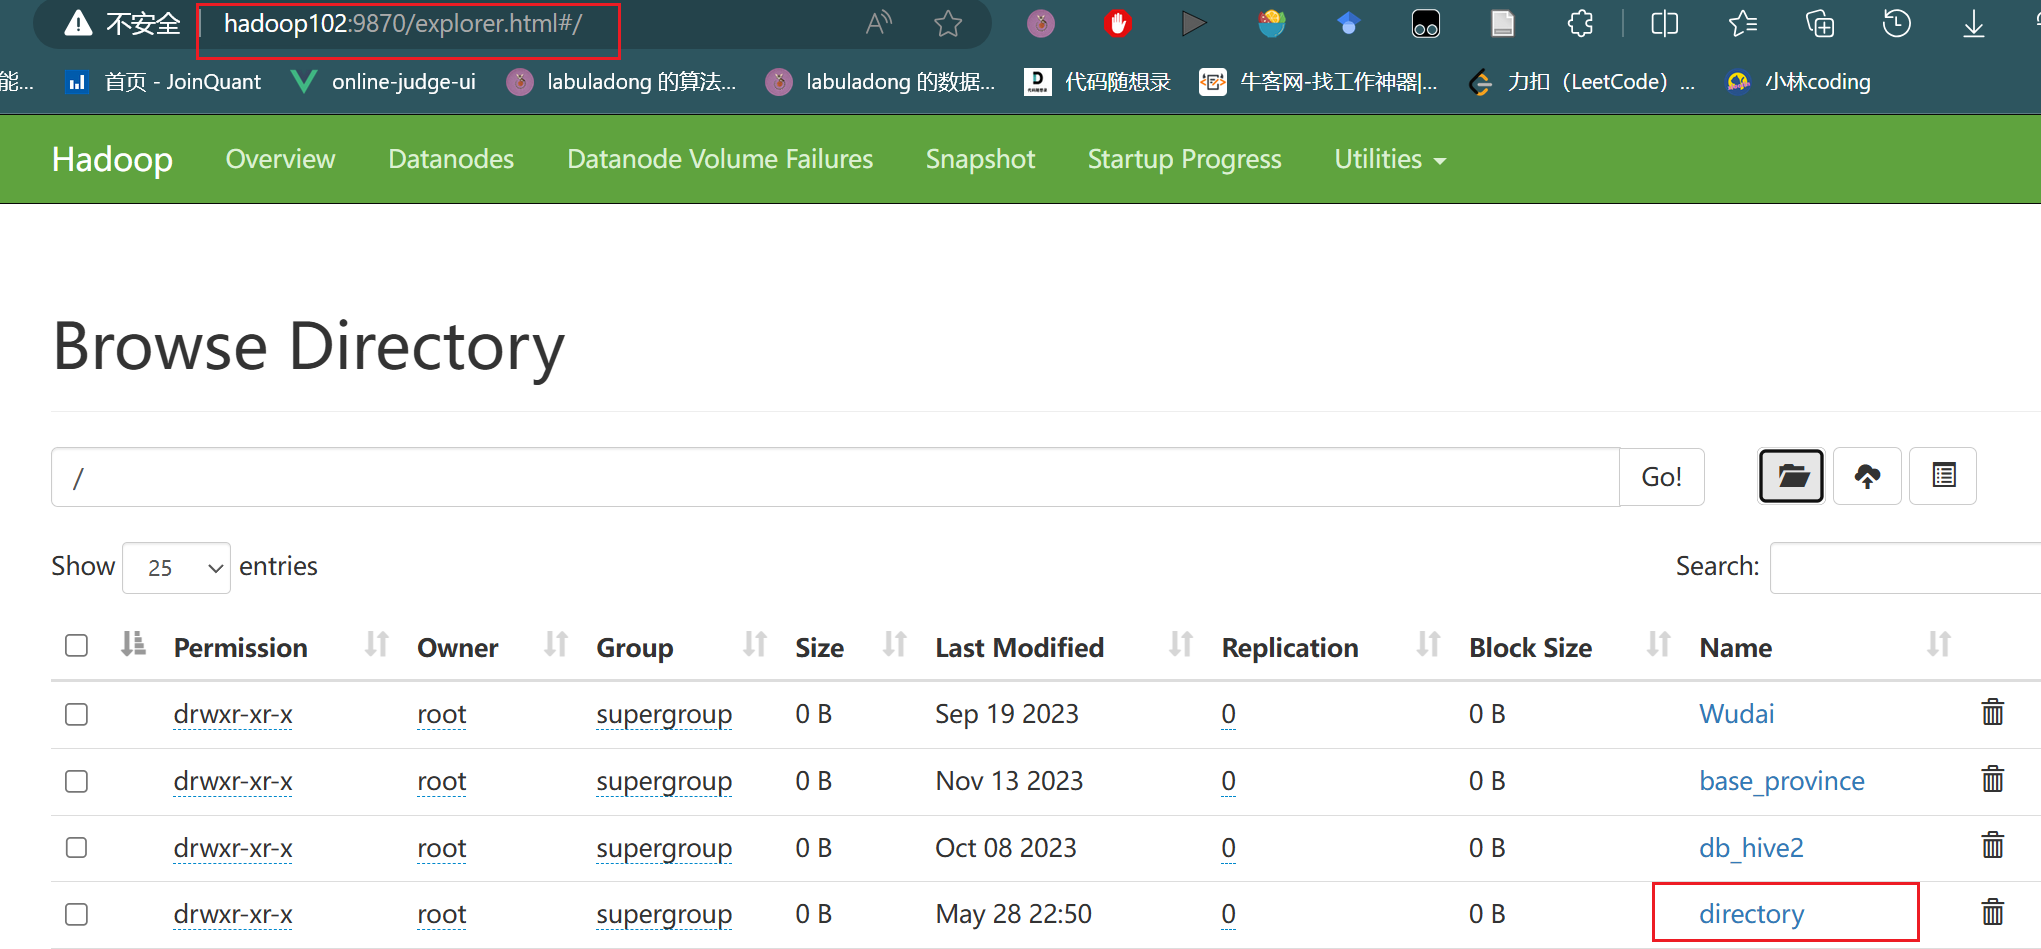 不安全 hadoop102:9870/explorer.html#/
能... 首页 - JoinQuant online-judge-ui labuladong 的算法... labuladong 的数据... 代码随想录 牛客网-找工作神器|... 力扣（LeetCode）... 小林coding
Hadoop Overview Datanodes Datanode Volume Failures Snapshot Startup Progress Utilities
Browse Directory
/ Go!
Show 25 entries Search:
Permission Owner Group Size Last Modified Replication Block Size Name
drwxr-xr-x root supergroup 0 B Sep 19 2023 0 0 B Wudai
drwxr-xr-x root supergroup 0 B Nov 13 2023 0 0 B base_province
drwxr-xr-x root supergroup 0 B Oct 08 2023 0 0 B db_hive2
drwxr-xr-x root supergroup 0 B May 28 22:50 0 0 B directory